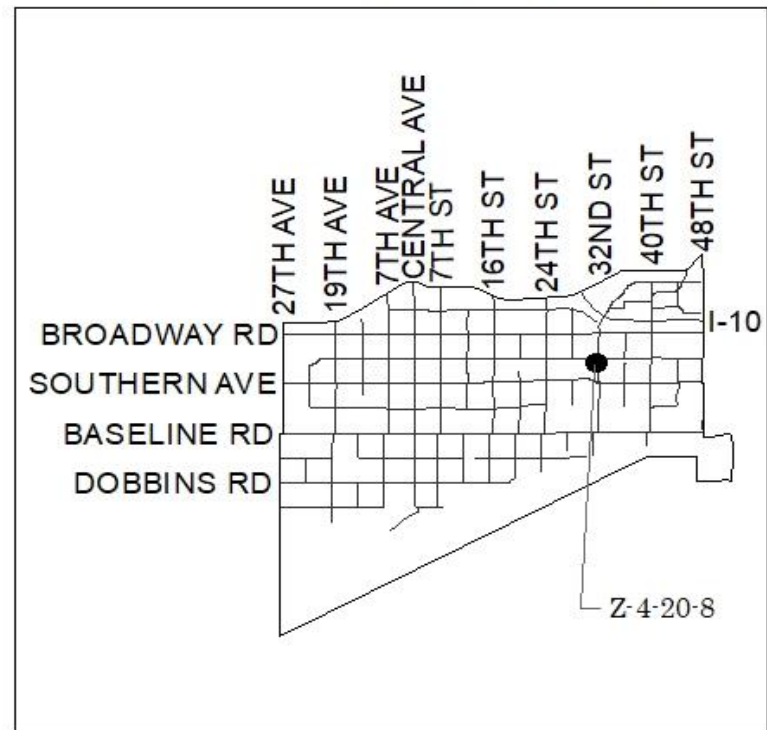 27TH AVE
19TH AVE
7TH AVE
CENTRAL AVE
7TH ST
16TH ST
24TH ST
32ND ST
40TH ST
48TH ST
BROADWAY RD
I-10
SOUTHERN AVE
BASELINE RD
DOBBINS RD
Z-4-20-8